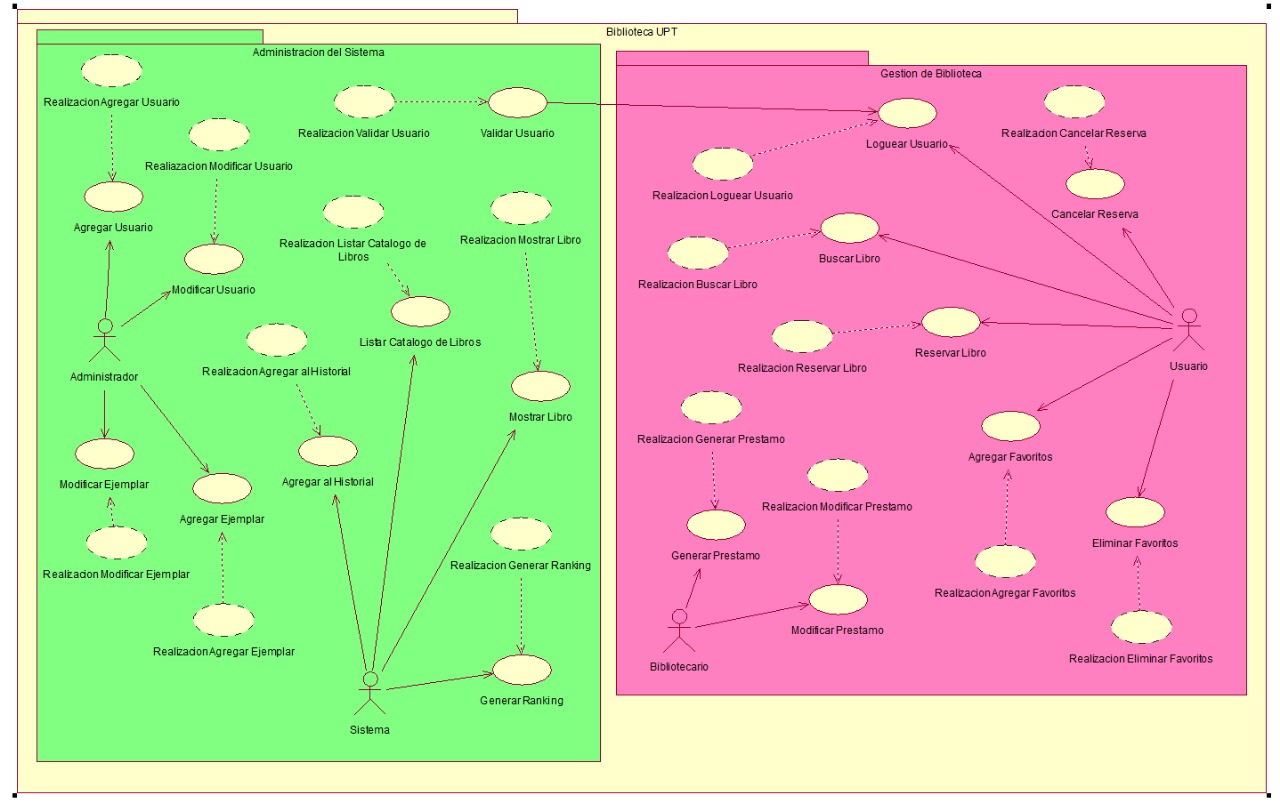 Biblioteca UPT
Administracion del Sistema
Realizacion Agregar Usuario
Realizacion Validar Usuario
Validar Usuario
Realiazacion Modificar Usuario
Agregar Usuario
Realizacion Listar Catalogo de
Libros
Realizacion Mostrar Libro
Modificar Usuario
Listar Catalogo de Libros
Administrador
Realizacion Agregar al Historial
Mostrar Libro
Modificar Ejemplar
Agregar al Historial
Agregar Ejemplar
Realizacion Modificar Ejemplar
Realizacion Generar Ranking
Realizacion Agregar Ejemplar
Generar Ranking
Sistema
Gestion de Biblioteca
Loguear Usuario
Realizacion Cancelar Reserva
Realizacion Loguear Usuario
Cancelar Reserva
Buscar Libro
Realizacion Buscar Libro
Reservar Libro
Realizacion Reservar Libro
Usuario
Realizacion Generar Prestamo
Agregar Favoritos
Realizacion Modificar Prestamo
Generar Prestamo
Eliminar Favoritos
Realizacion Agregar Favoritos
Modificar Prestamo
Bibliotecario
Realizacion Eliminar Favoritos